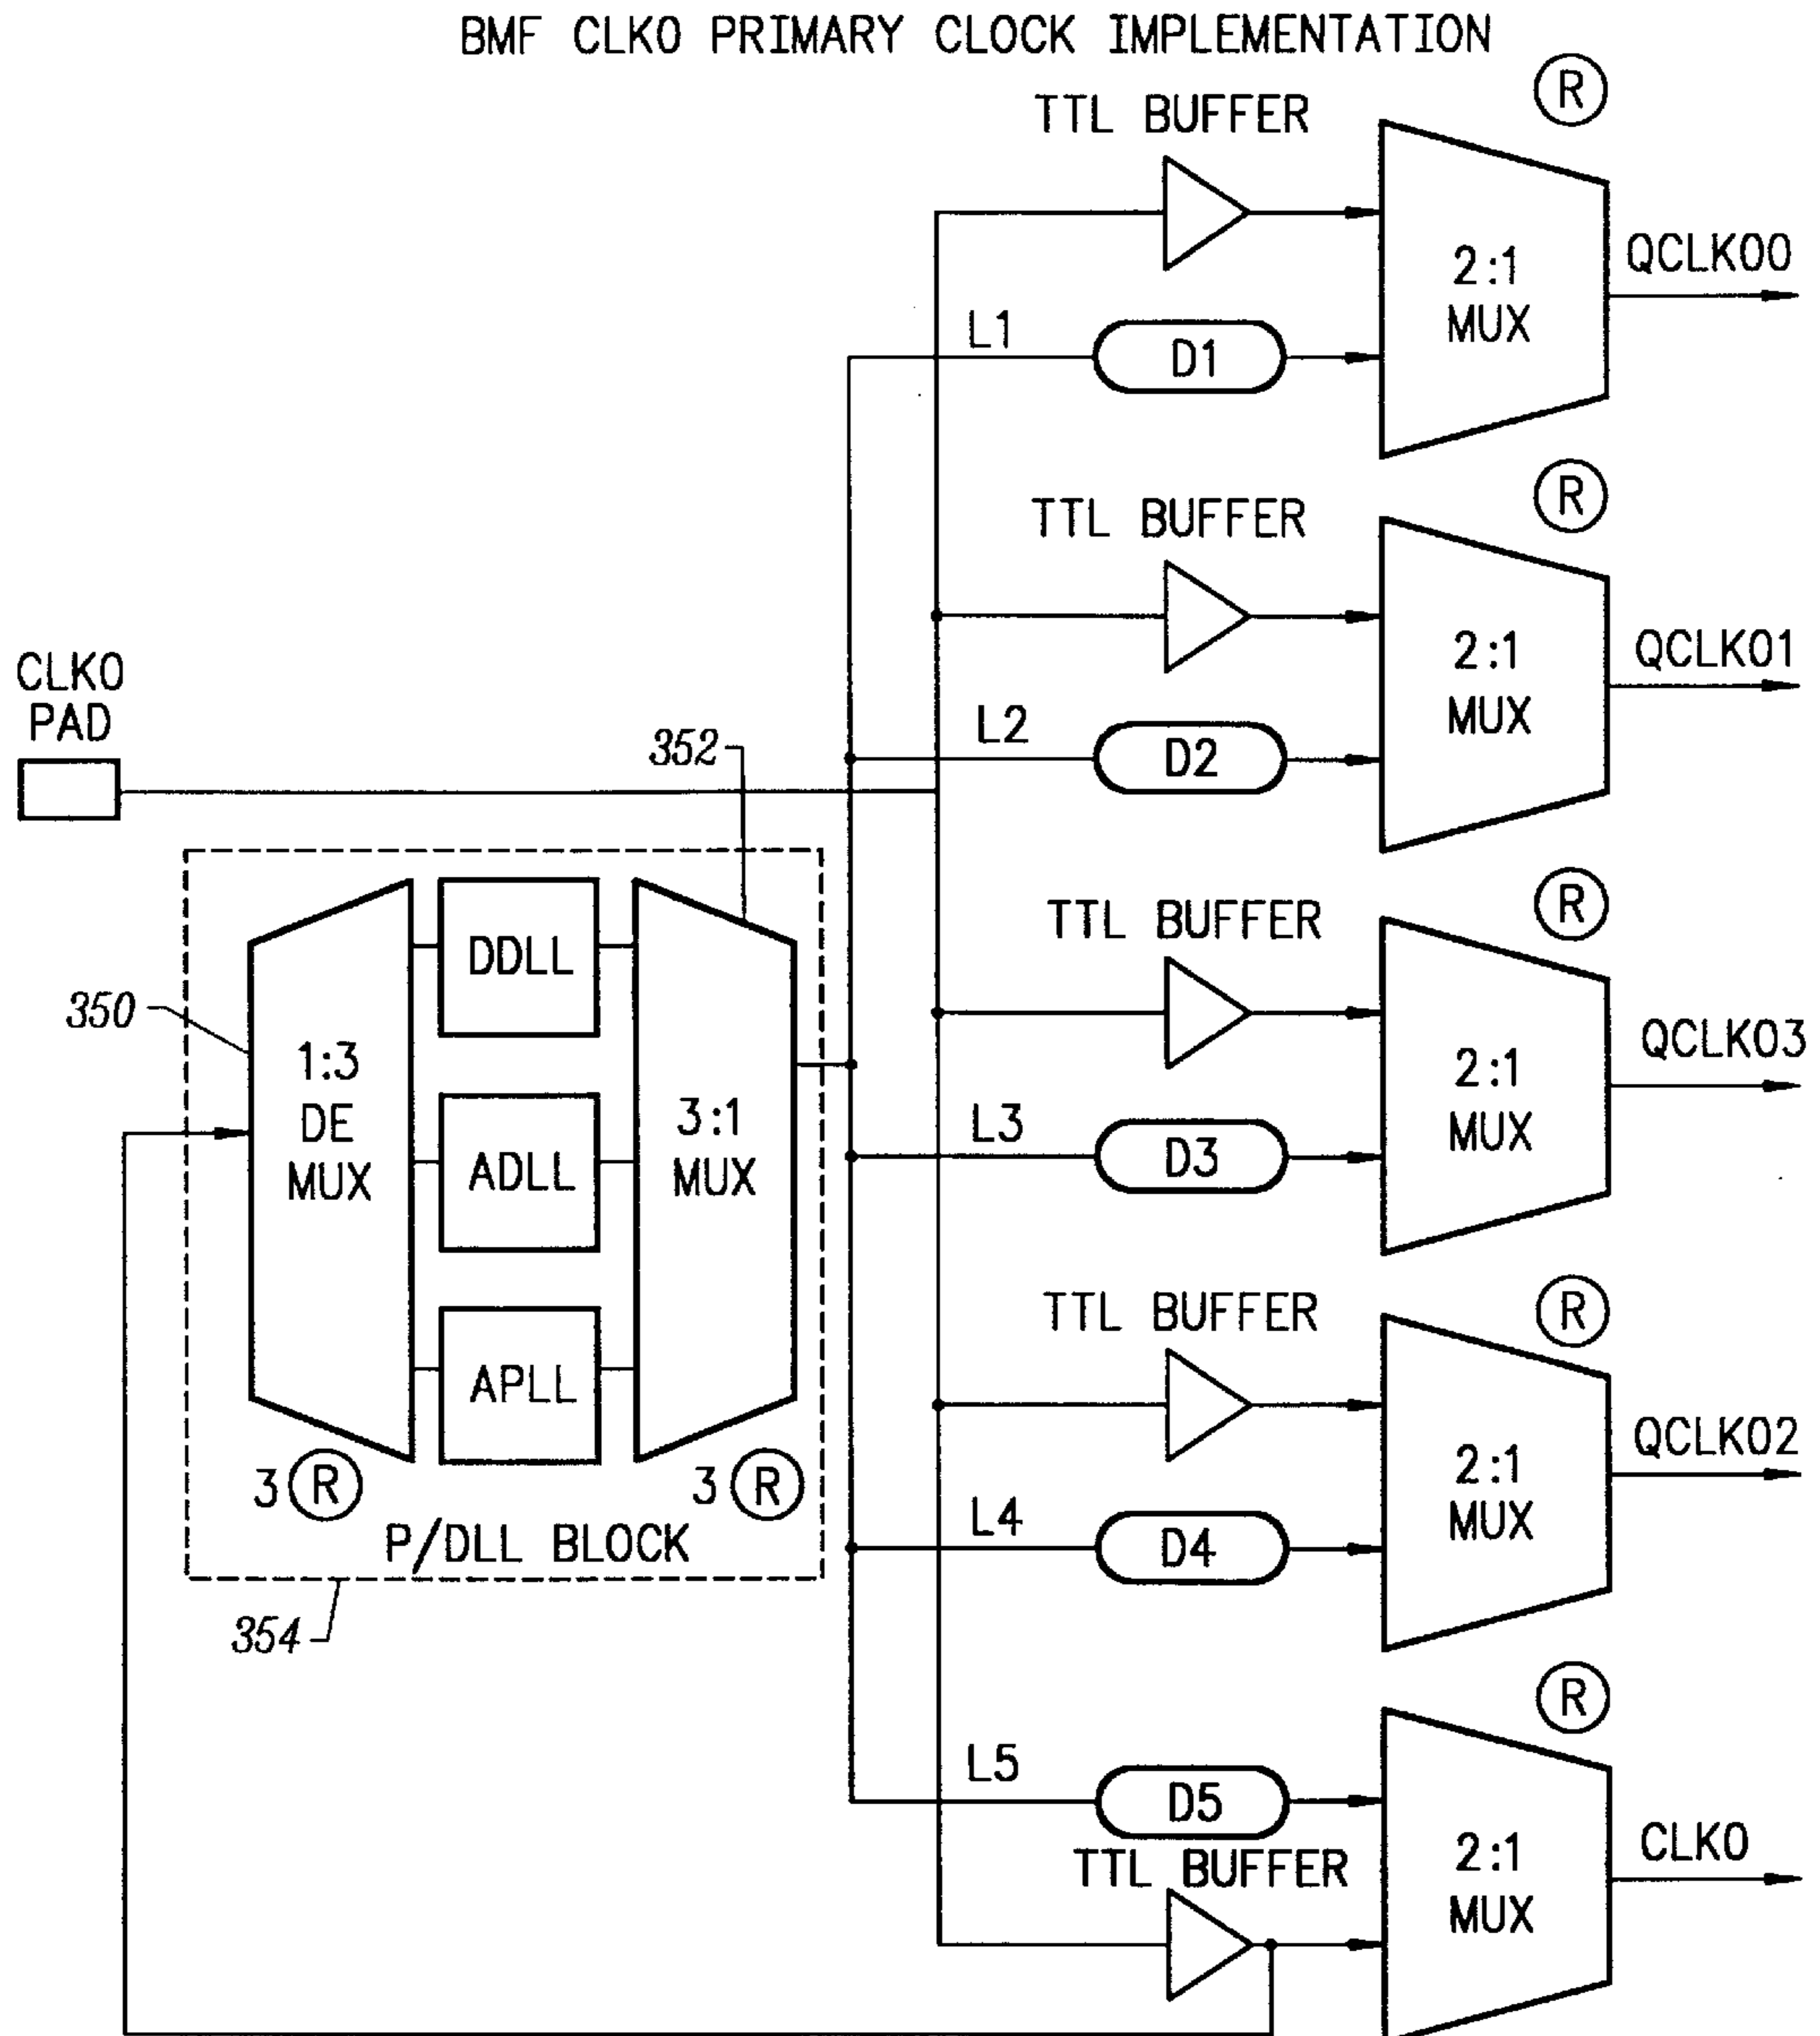 BMF CLK0 PRIMARY CLOCK IMPLEMENTATION
R
TTL BUFFER
2:1
MUX
QCLK00
L1
D1
R
TTL BUFFER
2:1
MUX
QCLK01
CLK0
PAD
L2
D2
352
R
TTL BUFFER
DDLL
350
1:3
DE
MUX
3:1
MUX
ADLL
2:1
MUX
QCLK03
L3
D3
R
TTL BUFFER
APLL
2:1
MUX
QCLK02
3 R
3 R
P/DLL BLOCK
L4
D4
354
R
L5
D5
TTL BUFFER
2:1
MUX
CLK0